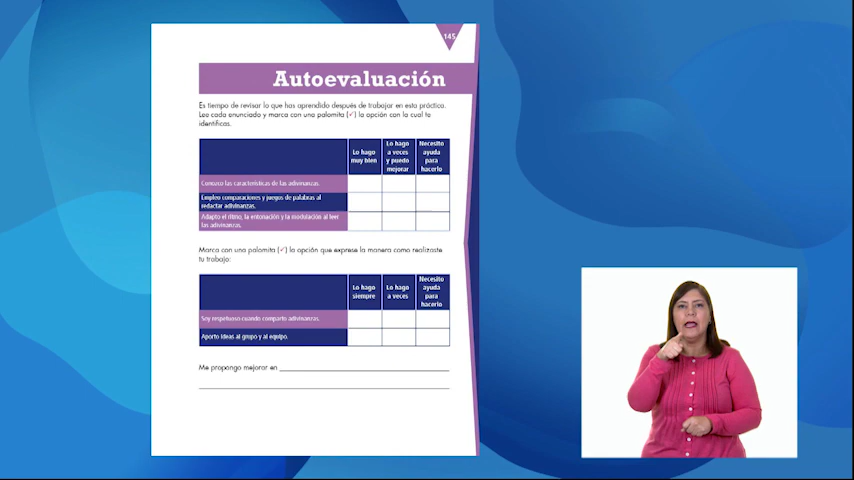 145
Autoevaluación
Es tiempo de revisar lo que has aprendido después de trabajar en esta práctica.
Lee cada enunciado y marca con una palomita (✓) la opción con la cual te
identificas.
Lo hago
muy bien
Lo hago
a veces
y puedo
mejorar
Necesito
ayuda
para
hacerlo
Conozco las características de las adivinanzas.
Empleo comparaciones y juegos de palabras al
redactar adivinanzas.
Adapto el ritmo, la entonación y la modulación al leer
las adivinanzas.
Marca con una palomita (✓) la opción que exprese la manera como realizaste
tu trabajo:
Lo hago
siempre
Lo hago
a veces
Necesito
ayuda
para
hacerlo
Soy respetuoso cuando comparto adivinanzas.
Aporto ideas al grupo y al equipo.
Me propongo mejorar en